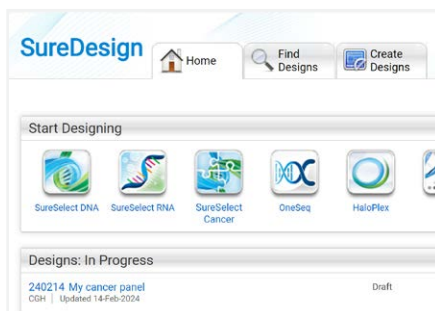 SureDesign
Home
Find
Designs
Create
Designs
Start Designing
SureSelect DNA
SureSelect RNA
SureSelect
Cancer
OneSeq
HaloPlex
Designs: In Progress
240214 My cancer panel
Draft
CGH | Updated 14-Feb-2024